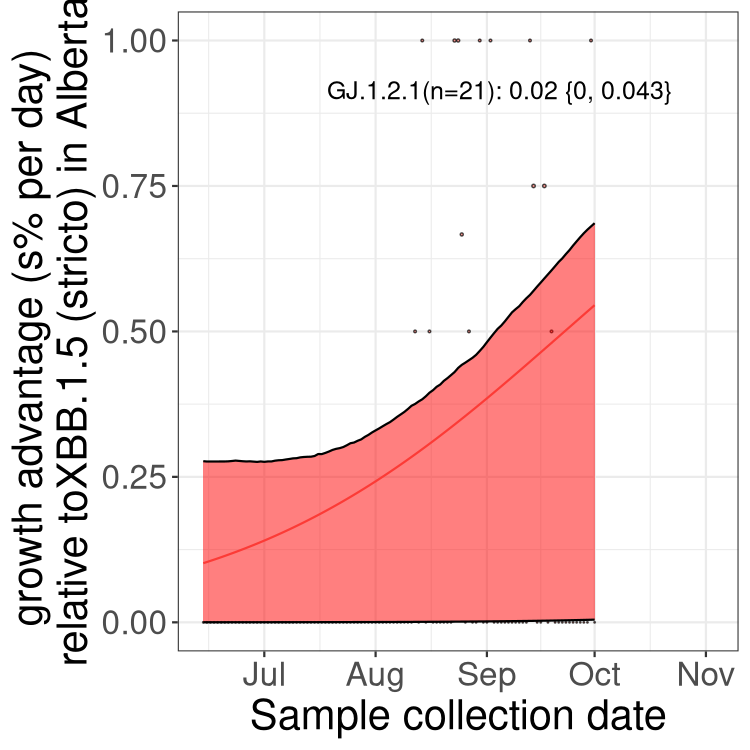 growth advantage (s% per day)
relative toXBB.1.5 (stricto) in Alberta
1.00
0.75
0.50
0.25
0.00
GJ.1.2.1(n=21): 0.02 {0, 0.043}
Jul Aug Sep Oct Nov
Sample collection date